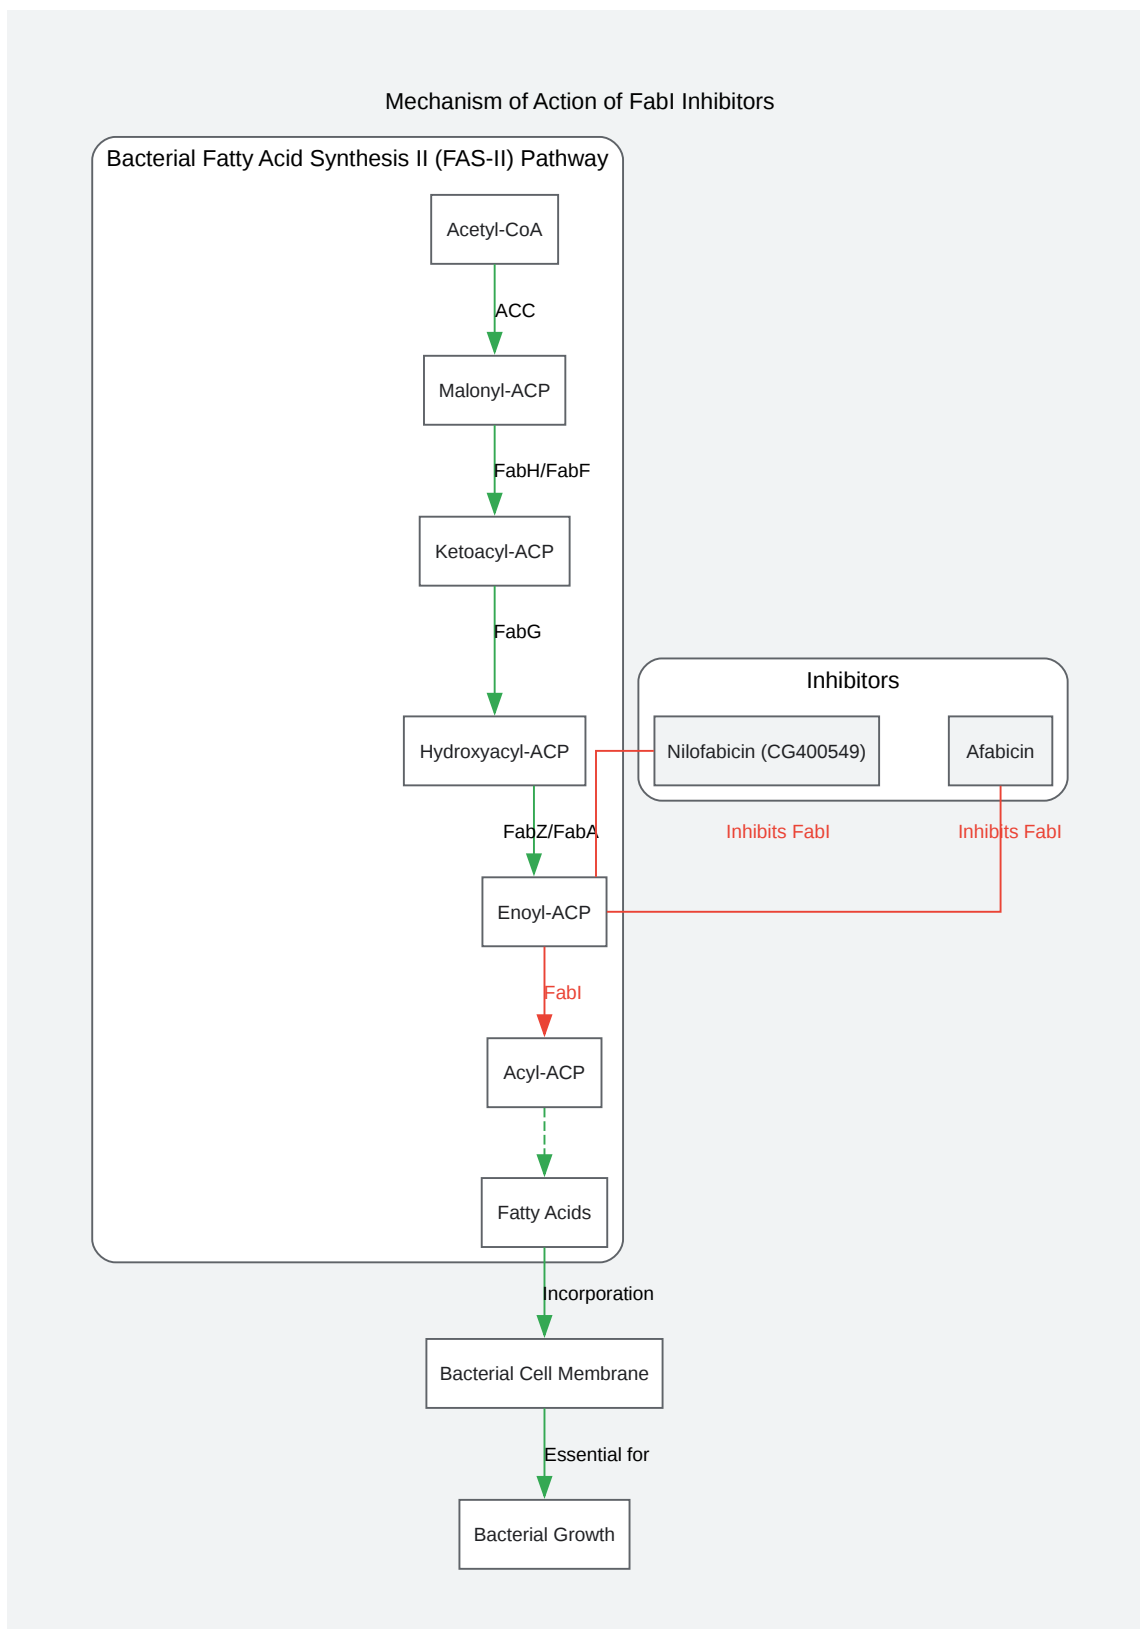 Mechanism of Action of FabI Inhibitors
Bacterial Fatty Acid Synthesis II (FAS-II) Pathway
Acetyl-CoA
ACC
Malonyl-ACP
FabH/FabF
Ketoacyl-ACP
FabG
Inhibitors
Hydroxyacyl-ACP
Nilofabicin (CG400549)
Afabicin
FabZ/FabA
Inhibits FabI
Inhibits FabI
Enoyl-ACP
FabI
Acyl-ACP
Fatty Acids
Incorporation
Bacterial Cell Membrane
Essential for
Bacterial Growth